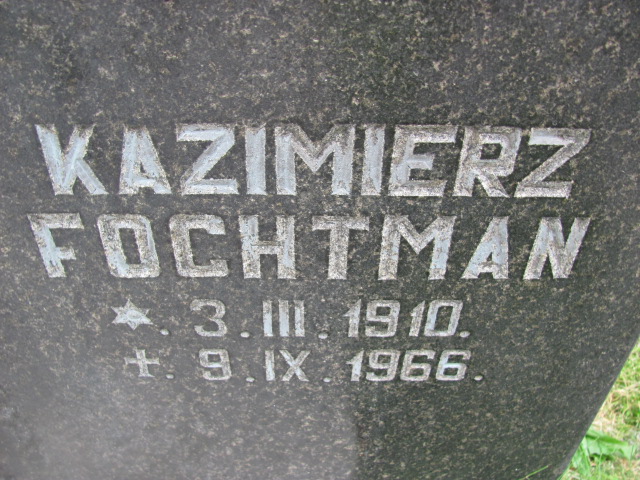 KAZIMIERZ
FOCHTMAN
✶. 3. III. 1910.
+. 9. IX. 1966.